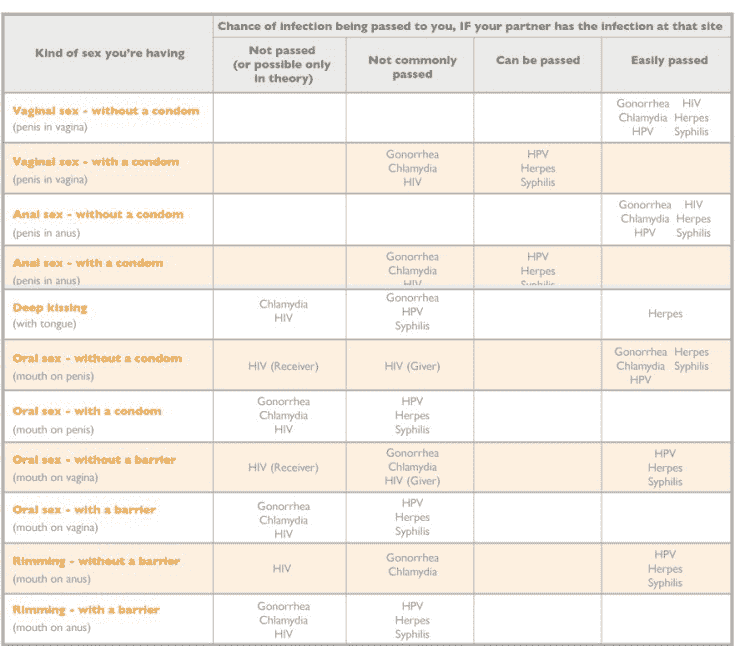 Kind of sex you're having
Chance of infection being passed to you, IF your partner has the infection at that site
Not passed
(or possible only
in theory)
Not commonly
passed
Can be passed
Easily passed
Vaginal sex - without a condom
(penis in vagina)
Gonorrhea HIV
Chlamydia Herpes
HPV Syphilis
Vaginal sex - with a condom
(penis in vagina)
Gonorrhea
Chlamydia
HIV
HPV
Herpes
Syphilis
Anal sex - without a condom
(penis in anus)
Gonorrhea HIV
Chlamydia Herpes
HPV Syphilis
Anal sex - with a condom
(penis in anus)
Gonorrhea
Chlamydia
HIV
HPV
Herpes
Syphilis
Deep kissing
(with tongue)
Chlamydia
HIV
Gonorrhea
HPV
Syphilis
Herpes
Oral sex - without a condom
(mouth on penis)
HIV (Receiver)
HIV (Giver)
Gonorrhea Herpes
Chlamydia Syphilis
HPV
Oral sex - with a condom
(mouth on penis)
Gonorrhea
Chlamydia
HIV
HPV
Herpes
Syphilis
Oral sex - without a barrier
(mouth on vagina)
HIV (Receiver)
Gonorrhea
Chlamydia
HIV (Giver)
HPV
Herpes
Syphilis
Oral sex - with a barrier
(mouth on vagina)
Gonorrhea
Chlamydia
HIV
HPV
Herpes
Syphilis
Rimming - without a barrier
(mouth on anus)
HIV
Gonorrhea
Chlamydia
HPV
Herpes
Syphilis
Rimming - with a barrier
(mouth on anus)
Gonorrhea
Chlamydia
HIV
HPV
Herpes
Syphilis